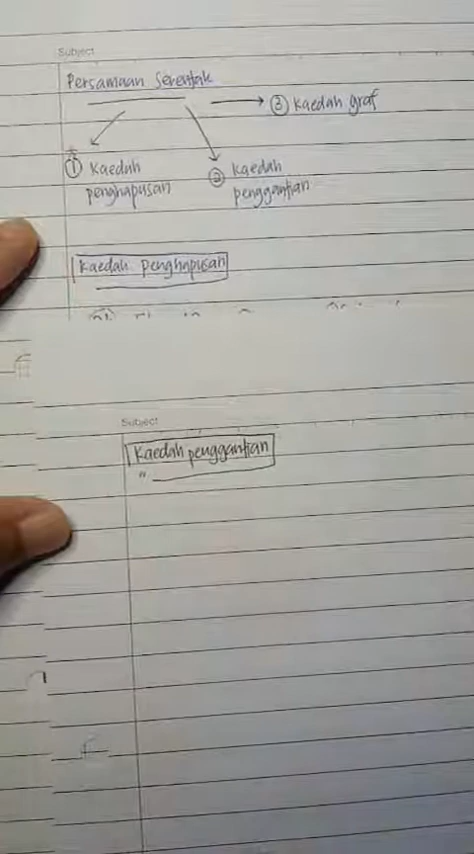 Subject
Persamaan Serentak
③ Kaedah graf
① Kaedah
penghapusan
② Kaedah
penggantian
Kaedah penghapusan
Subject
Kaedah penggantian